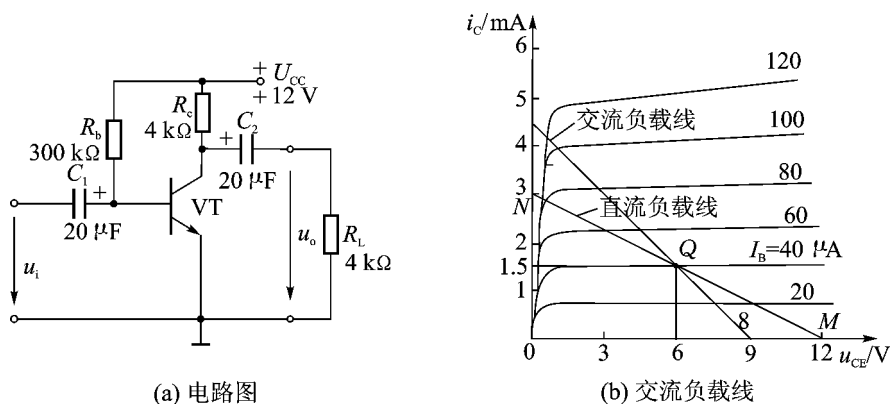 + U_CC
+12 V
R_b
300 kΩ
R_c
4 kΩ
C_1
+
20 μF
+
C_2
20 μF
VT
u_i
u_o
R_L
4 kΩ
(a) 电路图
i_C/mA
6
5
4
3
N
2
1.5
1
0
3
6
8
9
12
M
u_CE/V
120
100
80
60
I_B=40 μA
20
交流负载线
直流负载线
Q
(b) 交流负载线